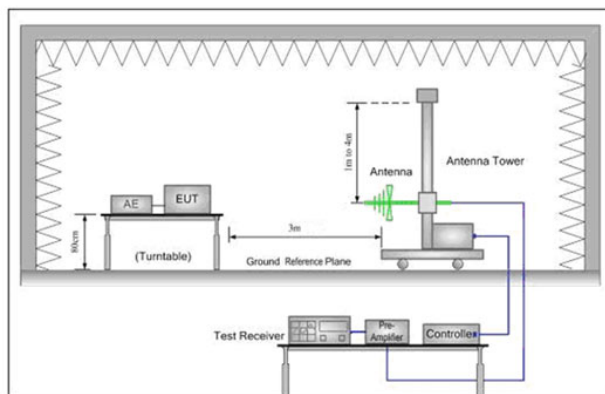 1m to 4m
Antenna
Antenna Tower
AE
EUT
80cm
(Turntable)
3m
Ground Reference Plane
Test Receiver
Pre-
Amplifier
Controller